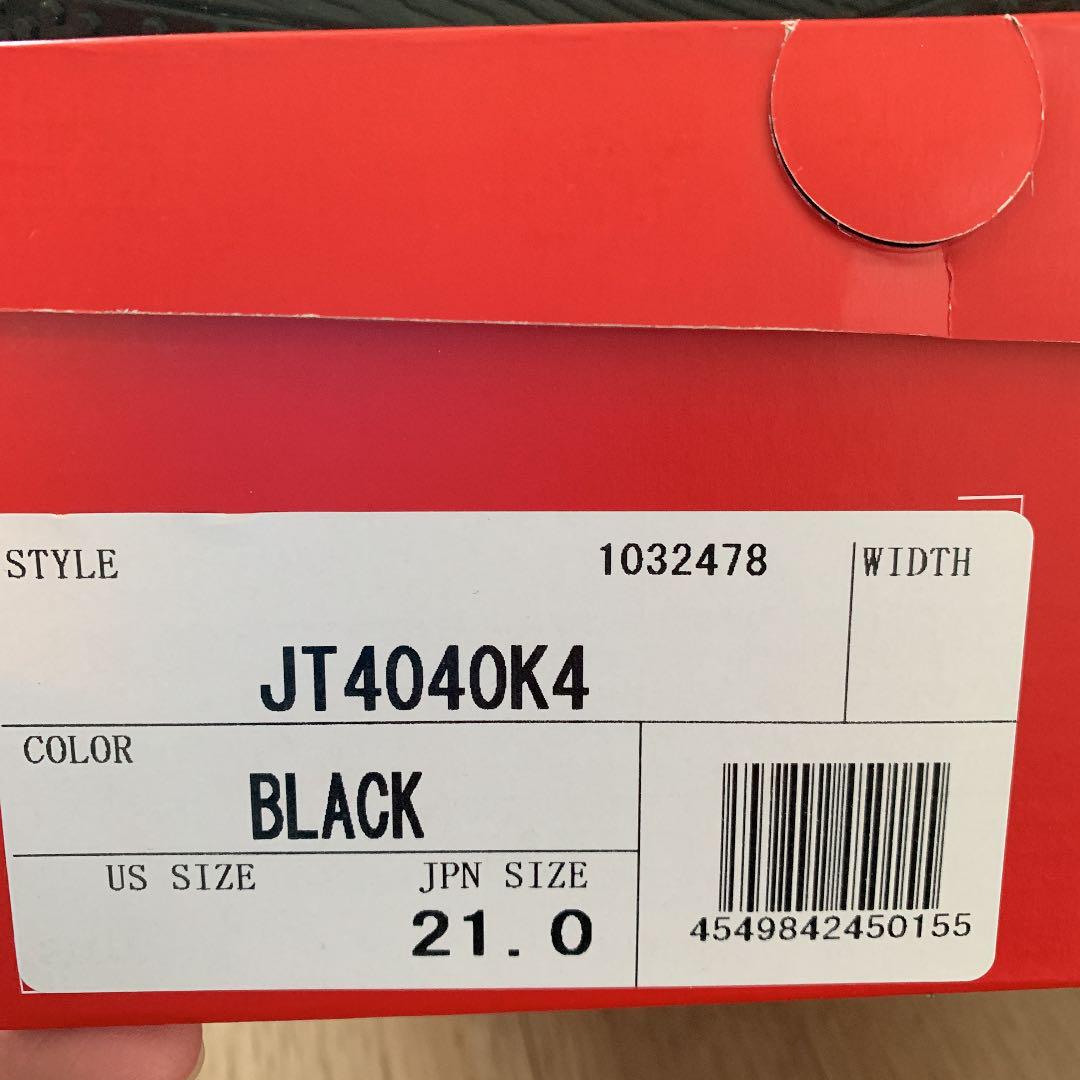 STYLE 1032478 WIDTH
JT4040K4
COLOR
BLACK
US SIZE JPN SIZE
21.0
4549842450155